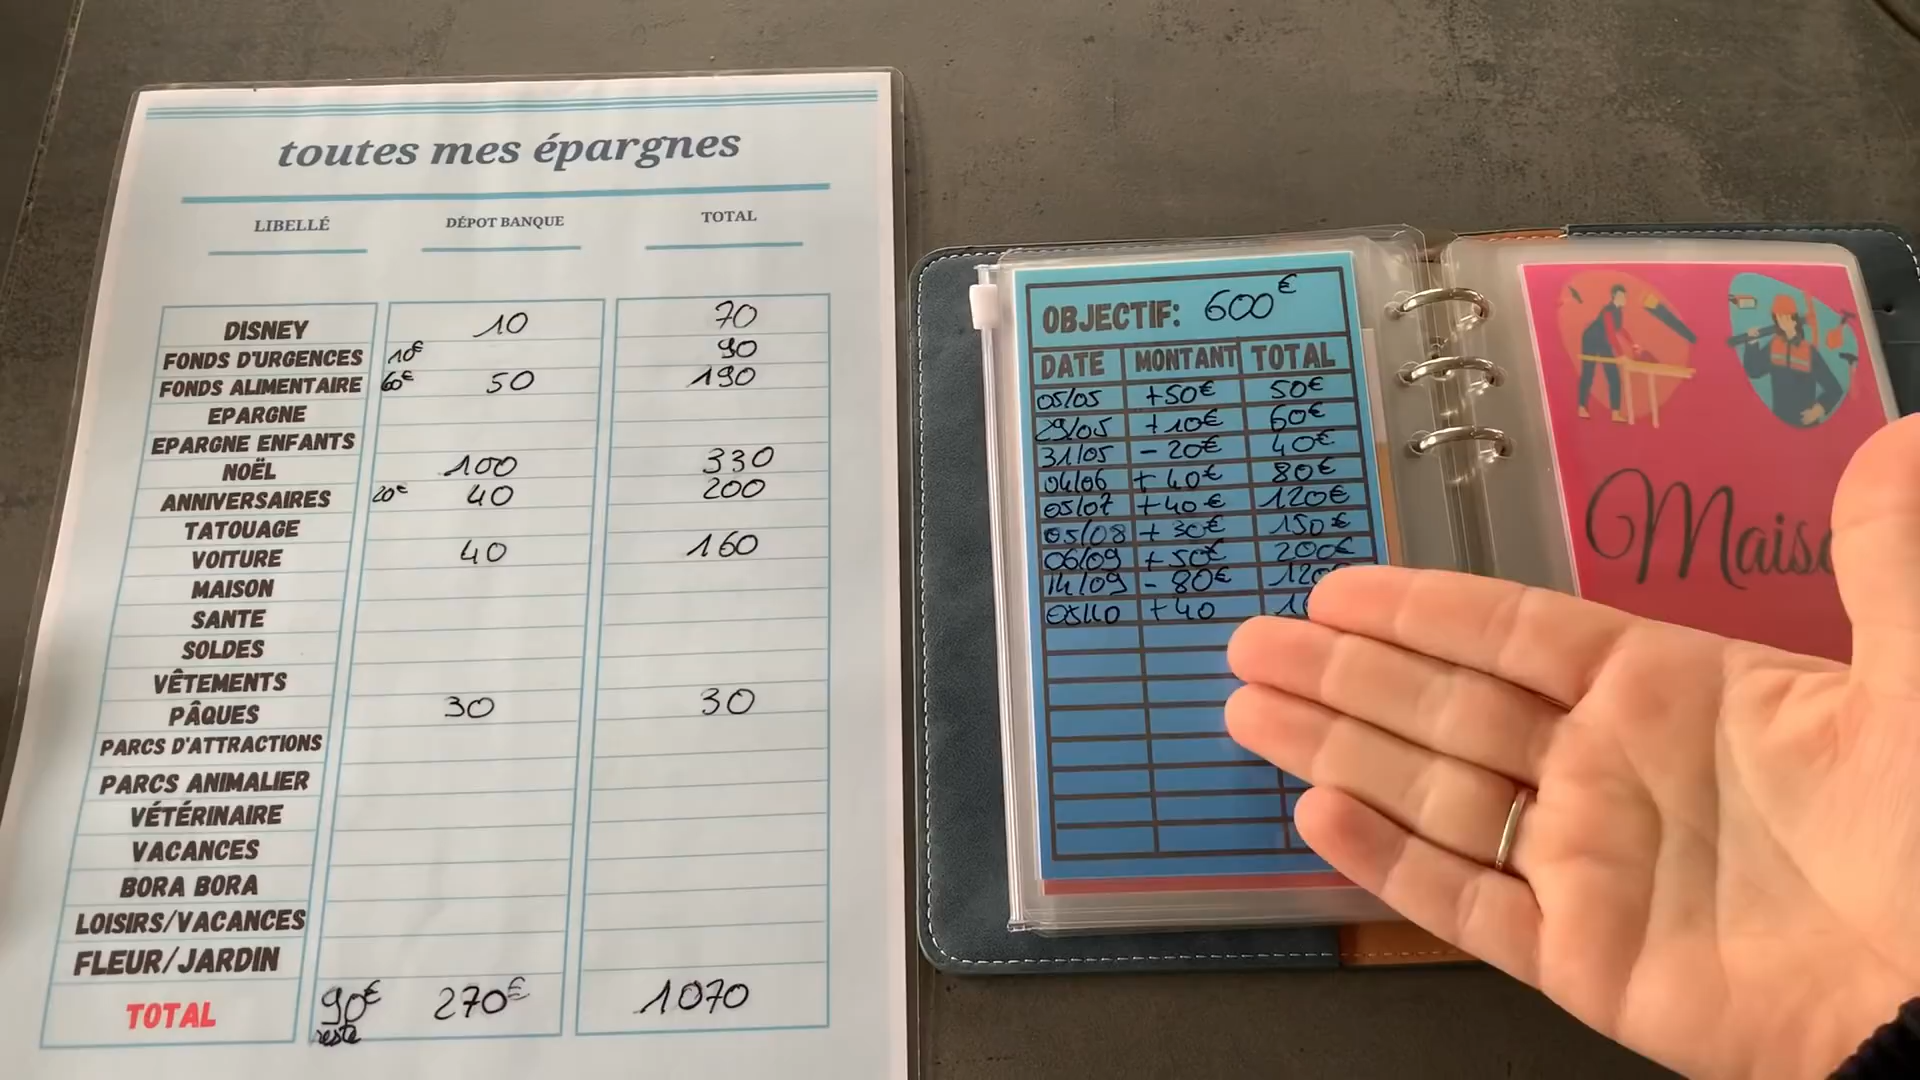 toutes mes épargnes
LIBELLÉ DÉPOT BANQUE TOTAL
DISNEY 10 70
FONDS D'URGENCES 10€ 90
FONDS ALIMENTAIRE 60€ 50 190
EPARGNE
EPARGNE ENFANTS
NOËL 100 330
ANNIVERSAIRES 20€ 40 200
TATOUAGE
VOITURE 40 160
MAISON
SANTE
SOLDES
VÊTEMENTS
PÂQUES 30 30
PARCS D'ATTRACTIONS
PARCS ANIMALIER
VÉTÉRINAIRE
VACANCES
BORA BORA
LOISIRS/VACANCES
FLEUR/JARDIN
TOTAL 90€ 270€ 1070
reste
OBJECTIF: 600€
DATE MONTANT TOTAL
05/05 +50€ 50€
29/05 +10€ 60€
31/05 - 20€ 40€
04/06 + 40€ 80€
05/07 +40€ 120€
05/08 + 30€ 150€
06/09 + 50€ 200€
14/09 - 80€ 120€
05/10 +40